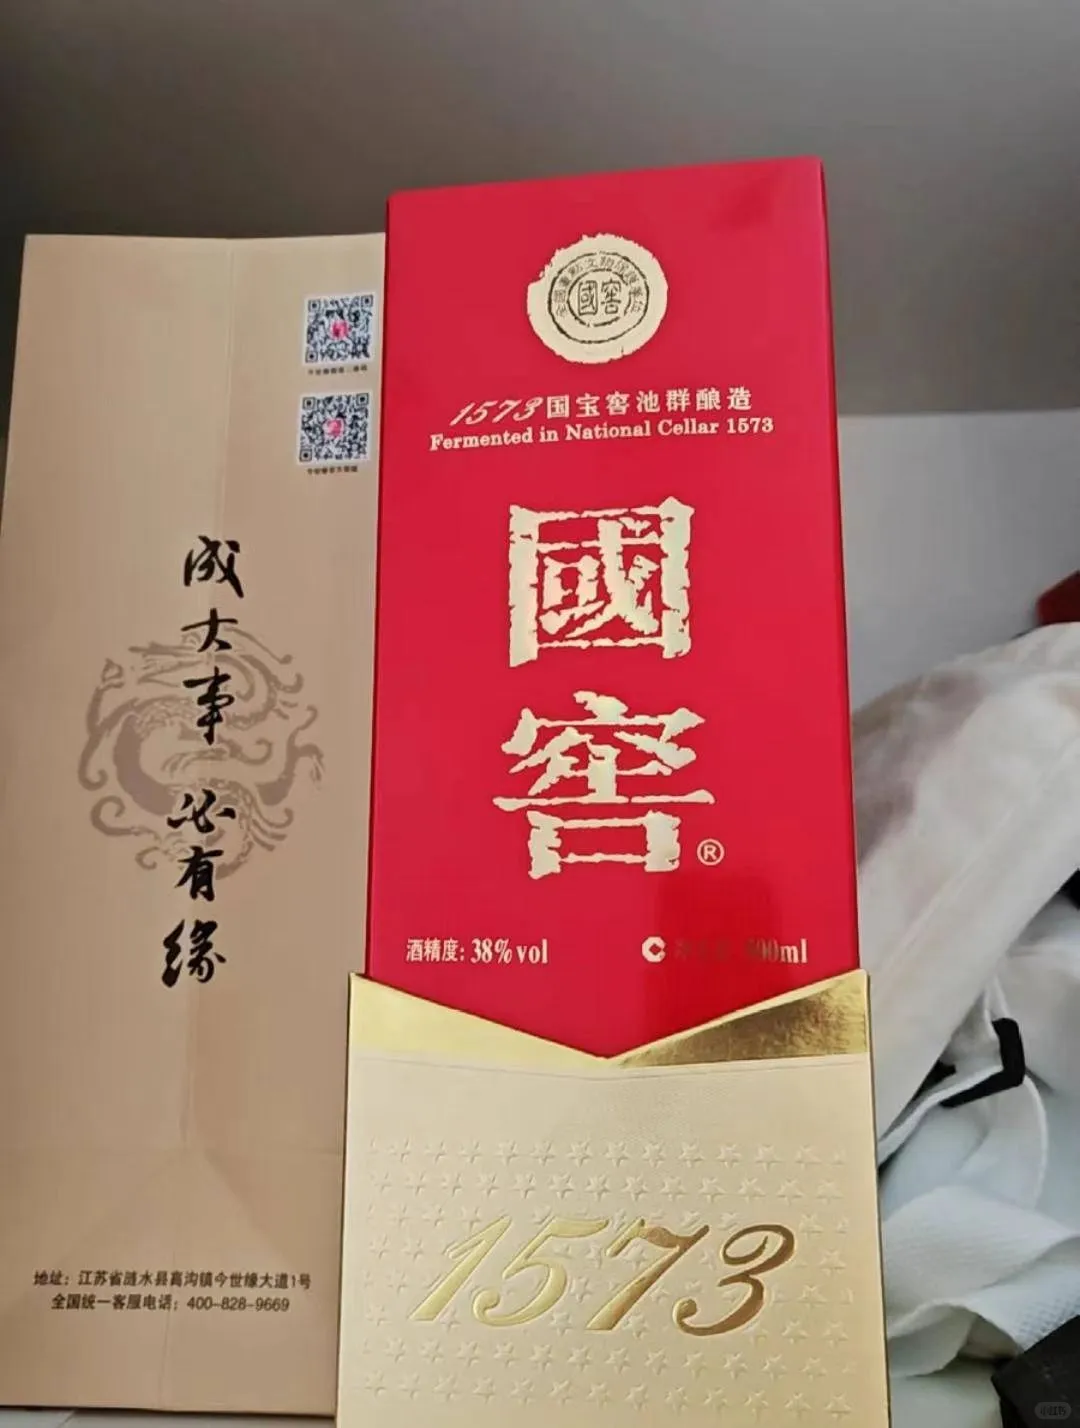 成大事
必有缘
地址：江苏省涟水县高沟镇今世缘大道1号
全国统一客服电话：400-828-9669
國窖
1573国宝窖池群酿造
Fermented in National Cellar 1573
國
窖®
酒精度：38%vol
ml
1573